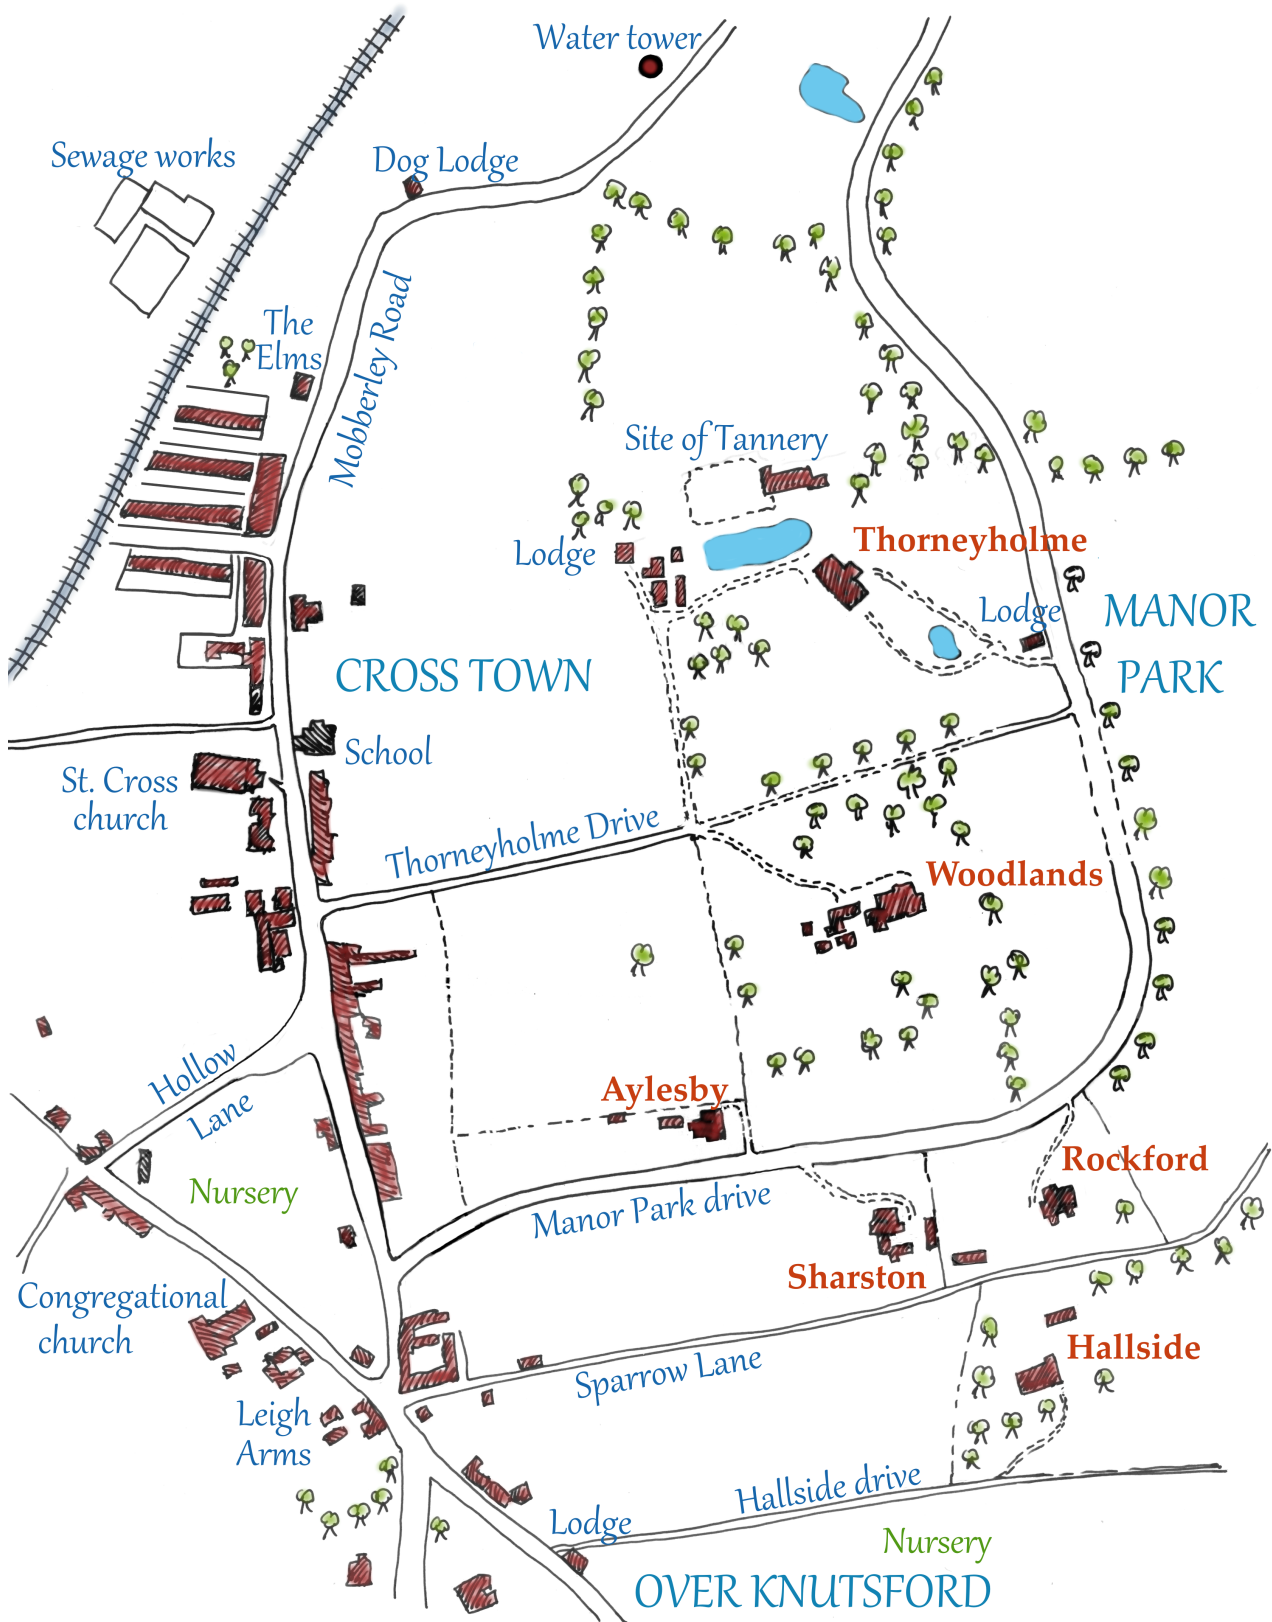 Water tower
Sewage works
Dog Lodge
The
Elms
Mobberley Road
Site of Tannery
Lodge
Thorneyholme
Lodge
MANOR
PARK
CROSS TOWN
School
St. Cross
church
Thorneyholme Drive
Woodlands
Hollow
Lane
Aylesby
Nursery
Rockford
Manor Park drive
Sharston
Congregational
church
Hallside
Sparrow Lane
Leigh
Arms
Hallside drive
Lodge
Nursery
OVER KNUTSFORD